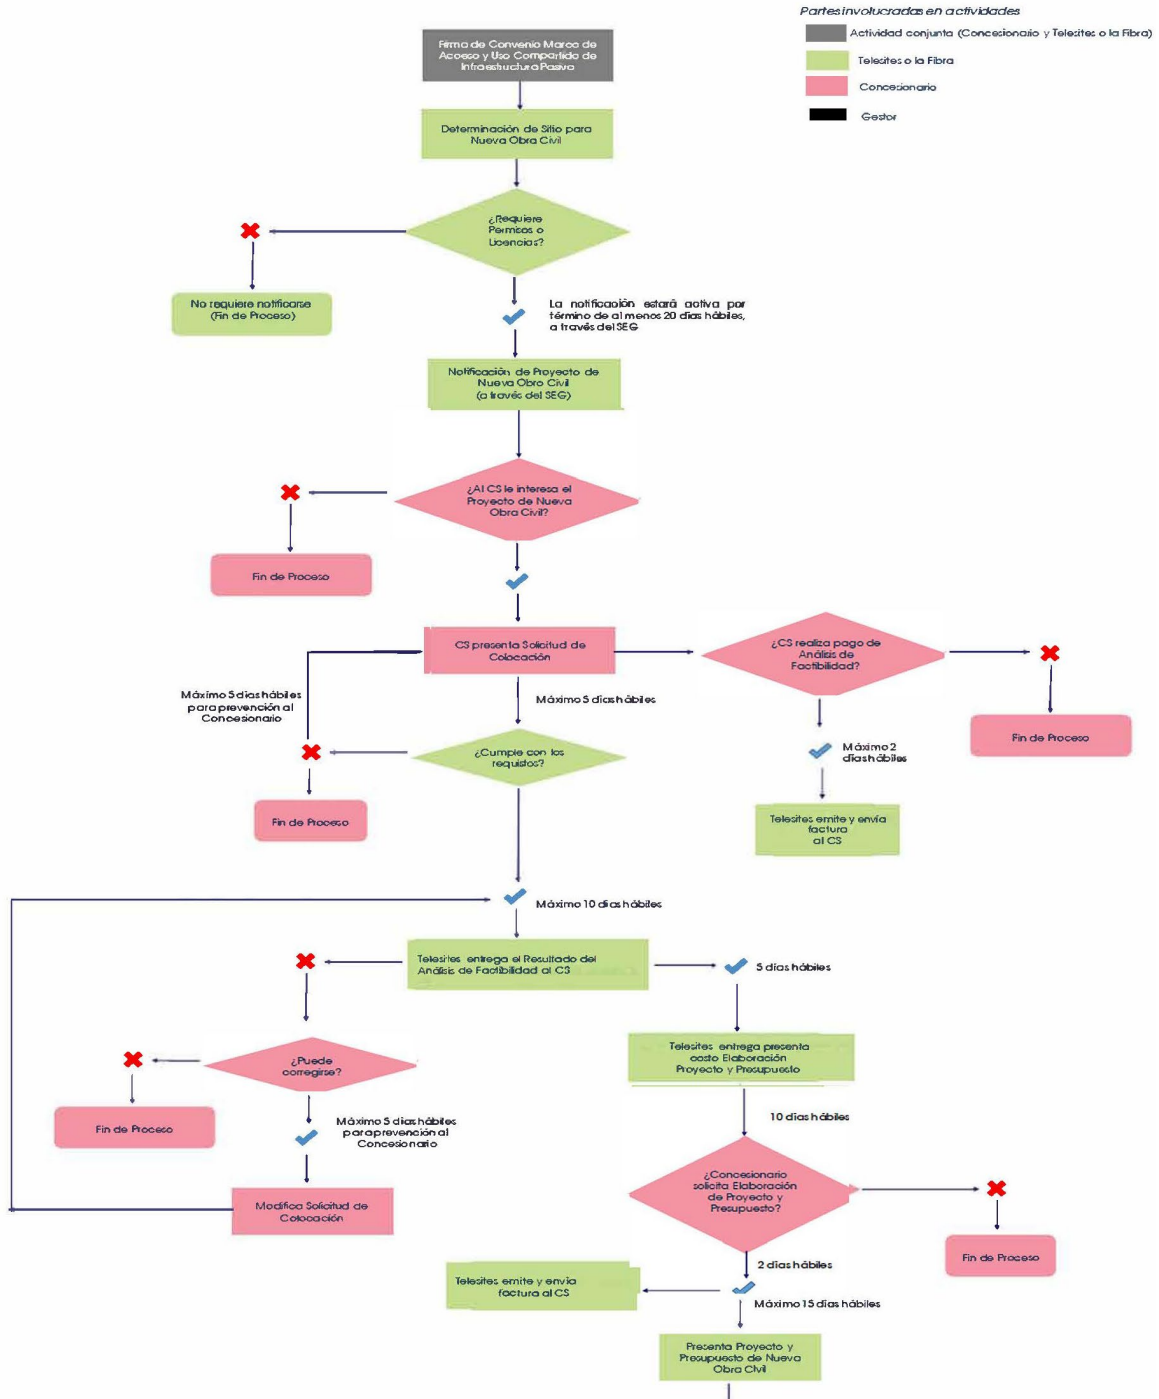 Partes involucradas en actividades
Actividad conjunta (Concesionario y Telesites o la Fibra)
Telesites o la Fibra
Concesionario
Gestor
Firma de Convenio Marco de
Acceso y Uso Compartido de
Infraestructura Pasiva
Determinación de Sitio para
Nueva Obra Civil
¿Requiere
Permisos o
Licencias?
No requiere notificarse
(Fin de Proceso)
La notificación estará activa por
término de al menos 20 días hábiles,
a través del SEG
Notificación de Proyecto de
Nueva Obro Civil
(a través del SEG)
¿Al CS le interesa el
Proyecto de Nueva
Obra Civil?
Fin de Proceso
CS presenta Solicitud de
Colocación
¿CS realiza pago de
Análisis de
Factibilidad?
Fin de Proceso
Máximo 5 días hábiles
para prevención al
Concesionario
Máximo 5 días hábiles
¿Cumple con los
requistos?
Máximo 2
días hábiles
Fin de Proceso
Telesites emite y envía
factura
al CS
Máximo 10 días hábiles
Telesites entrega el Resultado del
Análisis de Factibilidad al CS
5 días hábiles
Telesites entrega presenta
costo Elaboración
Proyecto y Presupuesto
¿Puede
corregirse?
Fin de Proceso
Máximo 5 días hábiles
para prevención al
Concesionario
10 días hábiles
Modifica Solicitud de
Colocación
¿Concesionario
solicita Elaboración
de Proyecto y
Presupuesto?
Fin de Proceso
2 días hábiles
Telesites emite y envía
factura al CS
Máximo 15 días hábiles
Presenta Proyecto y
Presupuesto de Nueva
Obra Civil